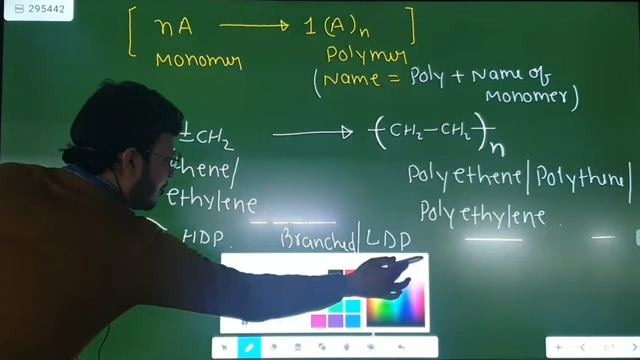 295442
[ nA ⟶ 1 (A)n ]
Monomer Polymer
(Name = Poly + Name of
Monomer)
CH2 ⟶ (CH2–CH2)n
ethylene. Polyethene/Polythene/
Polyethylene.
HDP. Branched/LDP